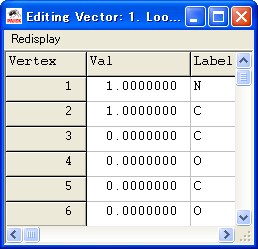 Editing Vector: 1. Loo...
Redisplay
Vertex Val Label
1 1.0000000 N
2 1.0000000 C
3 0.0000000 C
4 0.0000000 O
5 0.0000000 C
6 0.0000000 O